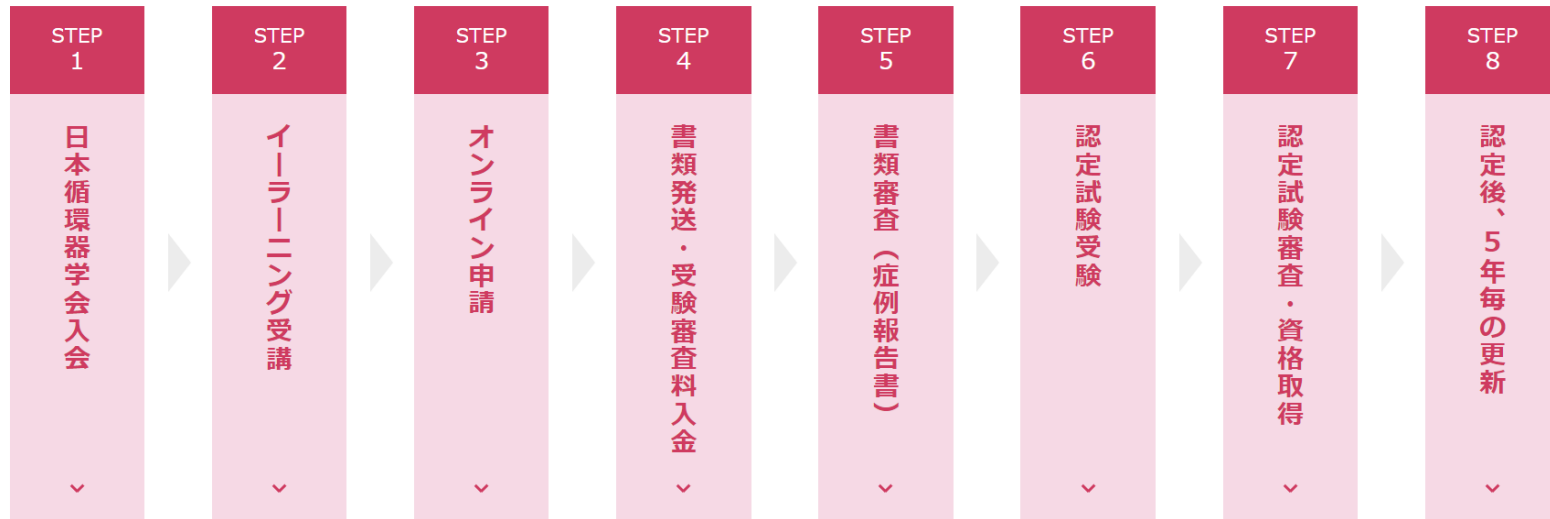 STEP
1
日本循環器学会入会
STEP
2
イーラーニング受講
STEP
3
オンライン申請
STEP
4
書類発送・受験審査料入金
STEP
5
書類審査（症例報告書）
STEP
6
認定試験受験
STEP
7
認定試験審査・資格取得
STEP
8
認定後、５年毎の更新